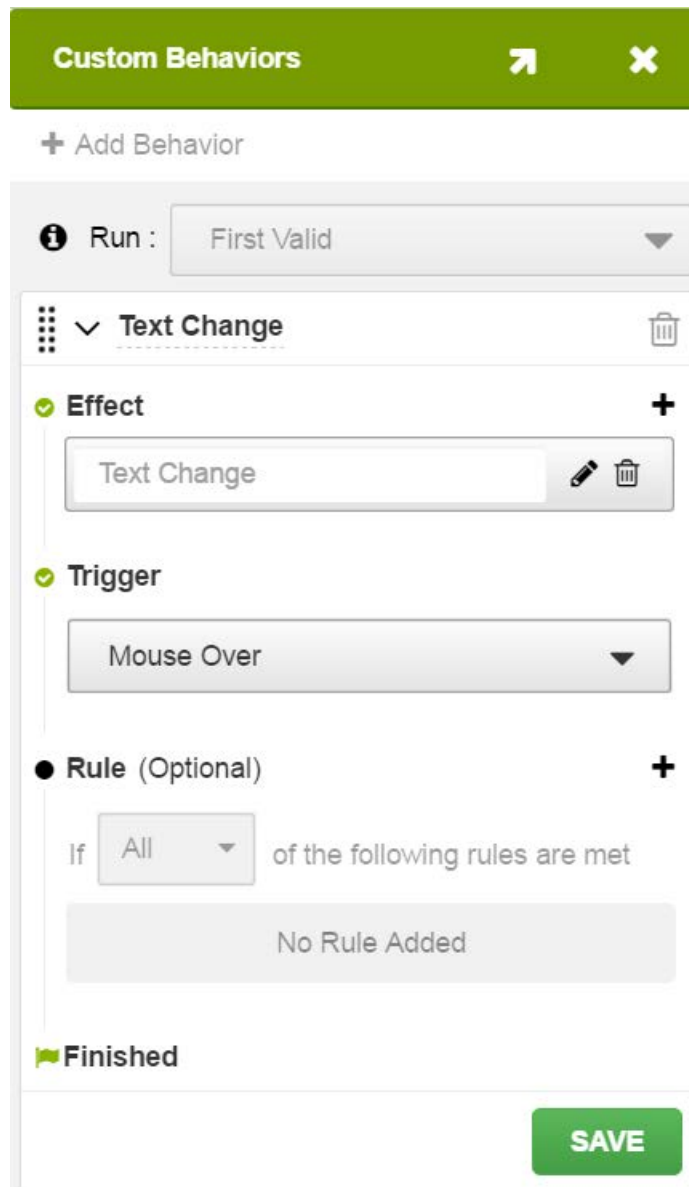 Custom Behaviors
Add Behavior
Run : First Valid
Text Change
Effect
Text Change
Trigger
Mouse Over
Rule (Optional)
If All of the following rules are met
No Rule Added
Finished
SAVE